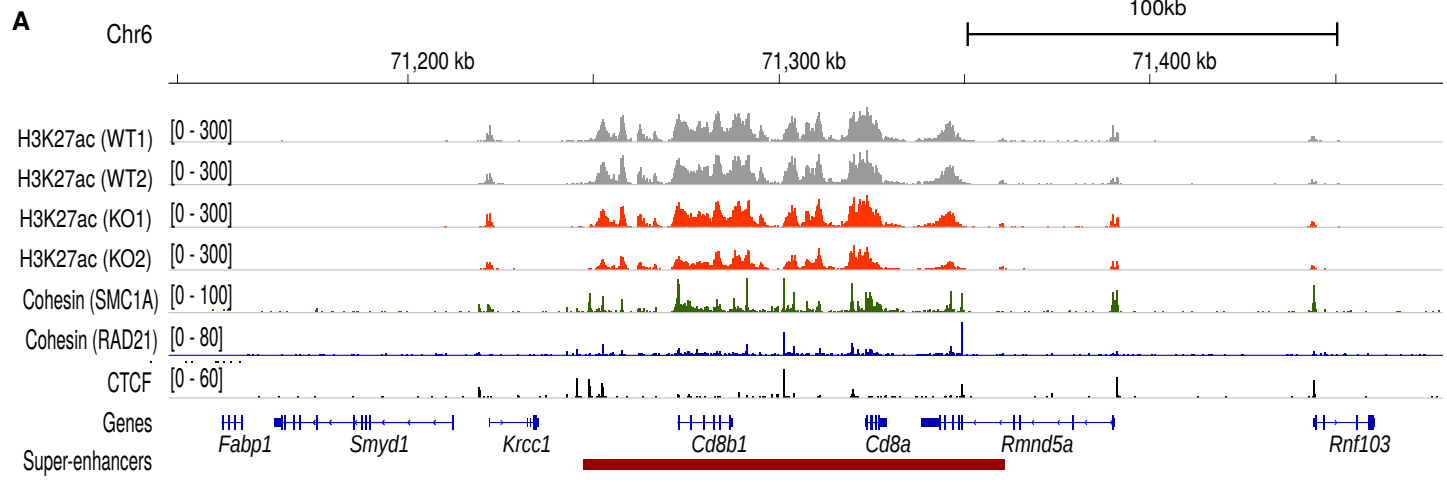 A
100kb
Chr6
71,200 kb 71,300 kb 71,400 kb
H3K27ac (WT1) [0 - 300]
H3K27ac (WT2) [0 - 300]
H3K27ac (KO1) [0 - 300]
H3K27ac (KO2) [0 - 300]
Cohesin (SMC1A) [0 - 100]
Cohesin (RAD21) [0 - 80]
CTCF [0 - 60]
Genes
Fabp1 Smyd1 Krcc1 Cd8b1 Cd8a Rmnd5a Rnf103
Super-enhancers